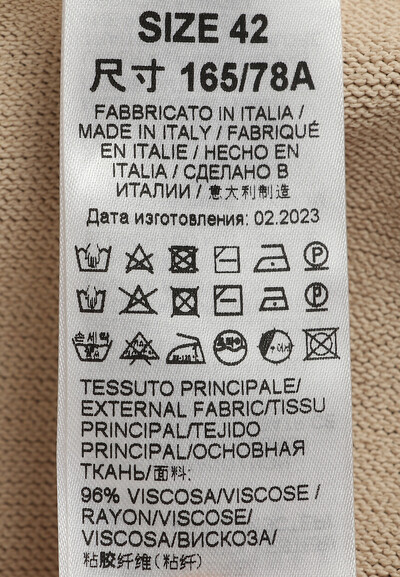 SIZE 42
尺寸 165/78A
FABBRICATO IN ITALIA /
MADE IN ITALY / FABRIQUÉ
EN ITALIE / HECHO EN
ITALIA / СДЕЛАНО В
ИТАЛИИ / 意大利制造
Дата изготовления: 02.2023
TESSUTO PRINCIPALE/
EXTERNAL FABRIC/TISSU
PRINCIPAL/TEJIDO
PRINCIPAL/ОСНОВНАЯ
ТКАНЬ/面料:
96% VISCOSA/VISCOSE /
RAYON/VISCOSE/
VISCOSA/ВИСКОЗА/
粘胶纤维(粘纤)